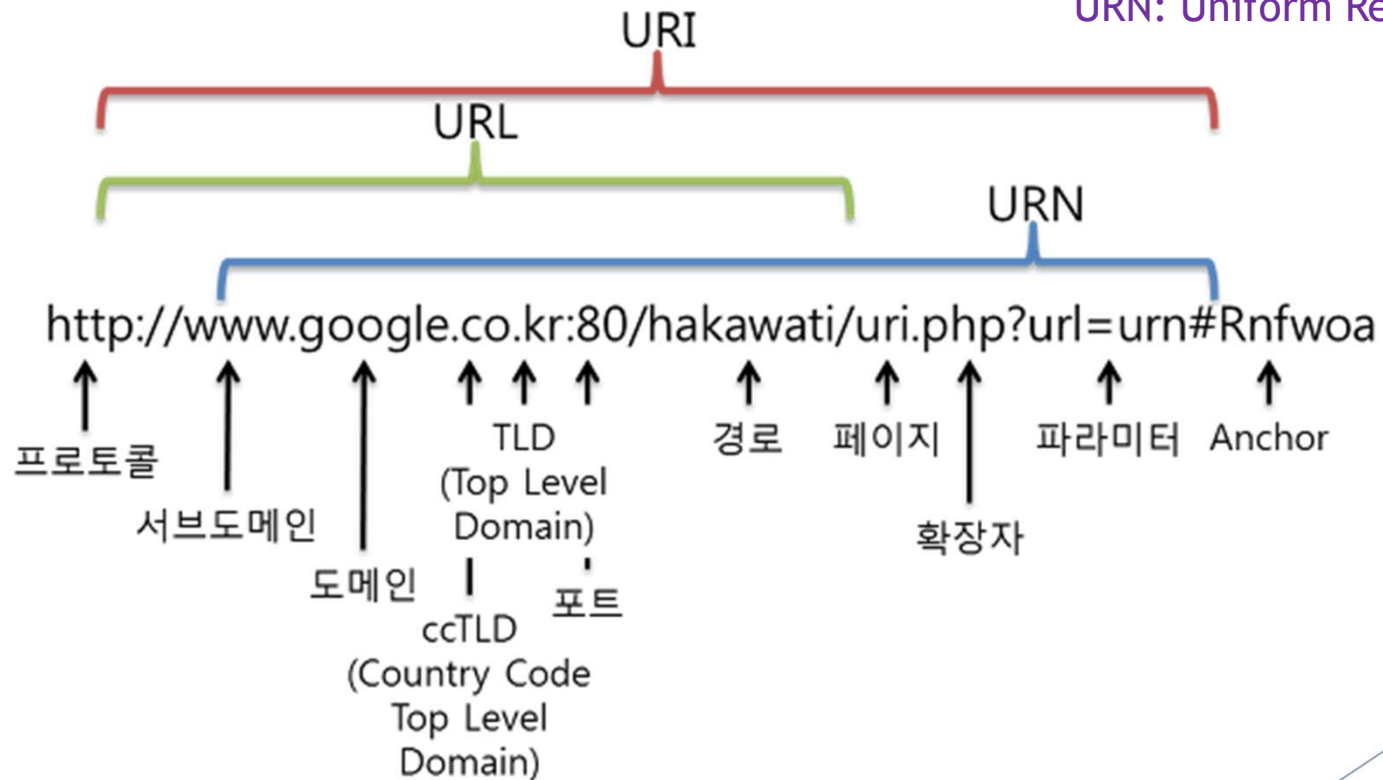 URN: Uniform Re
URI
URL
URN
http://www.google.co.kr:80/hakawati/uri.php?url=urn#Rnfwoa
프로토콜
서브도메인
도메인
TLD
(Top Level
Domain)
ccTLD
(Country Code
Top Level
Domain)
포트
경로
페이지
확장자
파라미터
Anchor